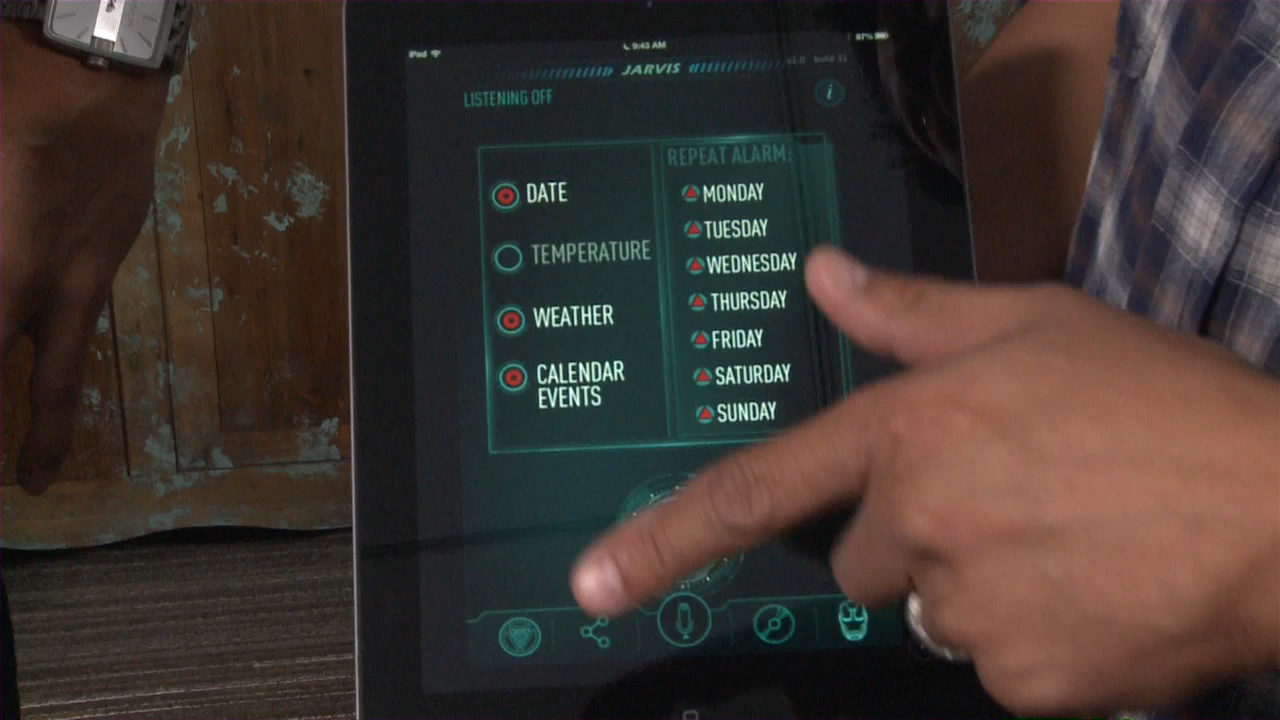 iPad 9:43 AM 87%
JARVIS
LISTENING OFF i
REPEAT ALARM:
DATE
MONDAY
TUESDAY
TEMPERATURE
WEDNESDAY
THURSDAY
WEATHER
FRIDAY
CALENDAR
EVENTS
SATURDAY
SUNDAY